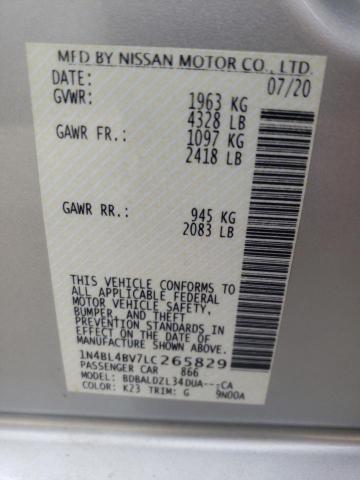 MFD BY NISSAN MOTOR CO., LTD.
DATE: 07/20
GVWR: 1963 KG
4328 LB
GAWR FR.: 1097 KG
2418 LB
GAWR RR.: 945 KG
2083 LB
THIS VEHICLE CONFORMS TO
ALL APPLICABLE FEDERAL
MOTOR VEHICLE SAFETY,
BUMPER, AND THEFT
PREVENTION STANDARDS
IN EFFECT ON THE DATE OF
MANUFACTURE SHOWN ABOVE.
1N4BL4BV7LC265829
PASSENGER CAR 866
MODEL: BDBALDZL34DUA---CA
COLOR: K23 TRIM: G 9N00A